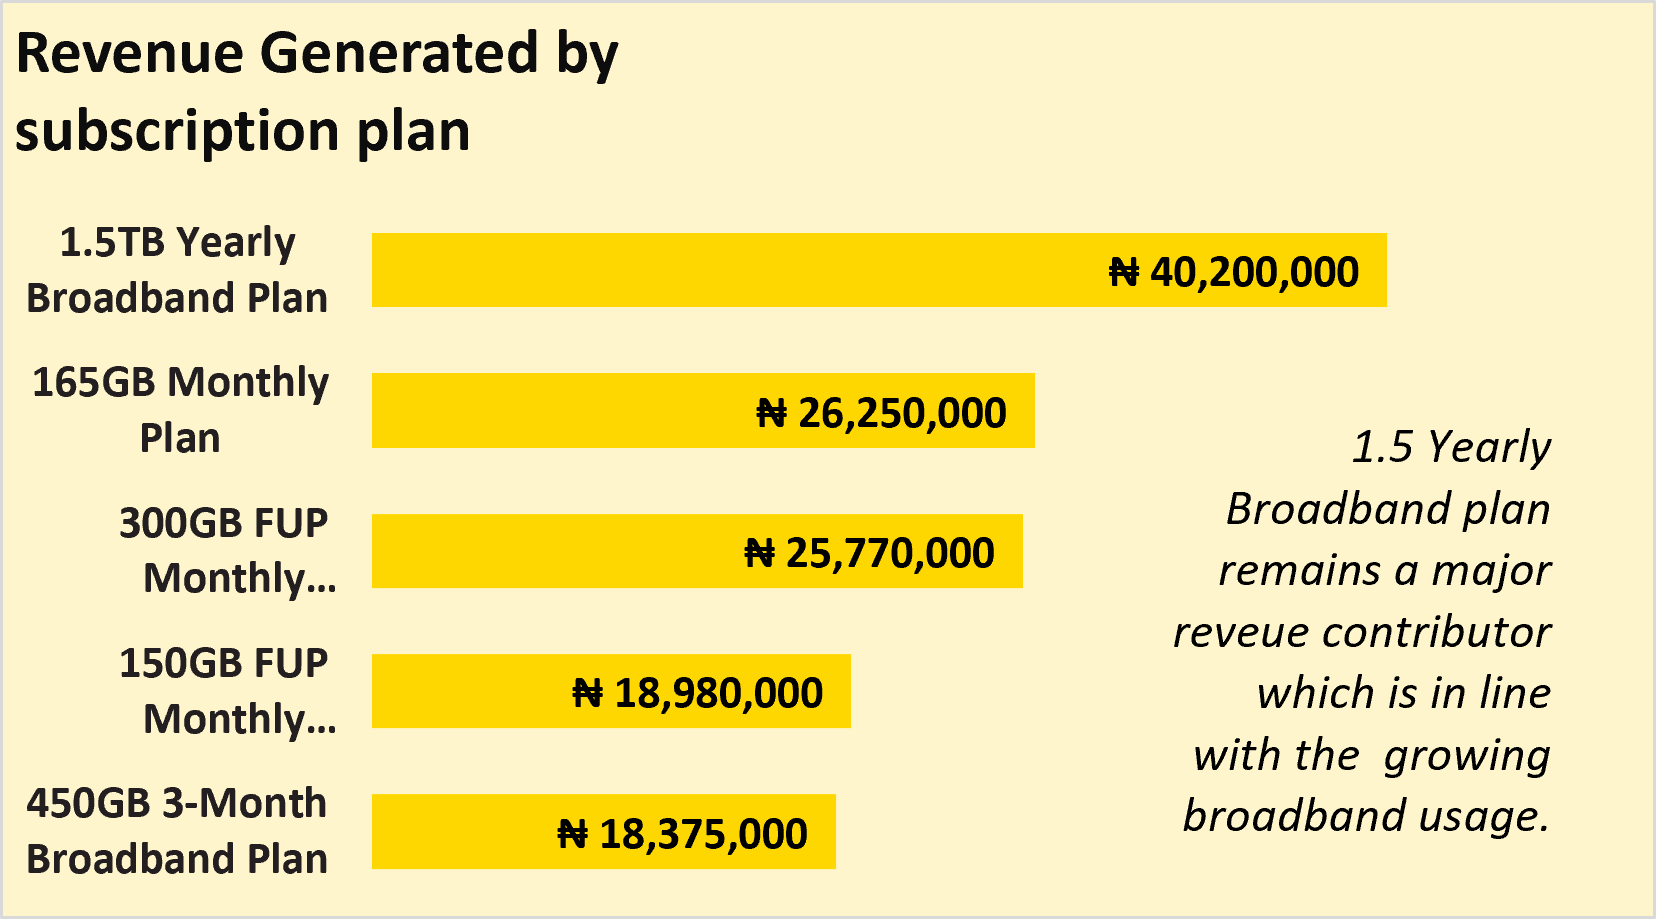 Revenue Generated by
subscription plan
1.5TB Yearly
Broadband Plan
₦ 40,200,000
165GB Monthly
Plan
₦ 26,250,000
300GB FUP
Monthly...
₦ 25,770,000
150GB FUP
Monthly...
₦ 18,980,000
450GB 3-Month
Broadband Plan
₦ 18,375,000
1.5 Yearly
Broadband plan
remains a major
reveue contributor
which is in line
with the  growing
broadband usage.